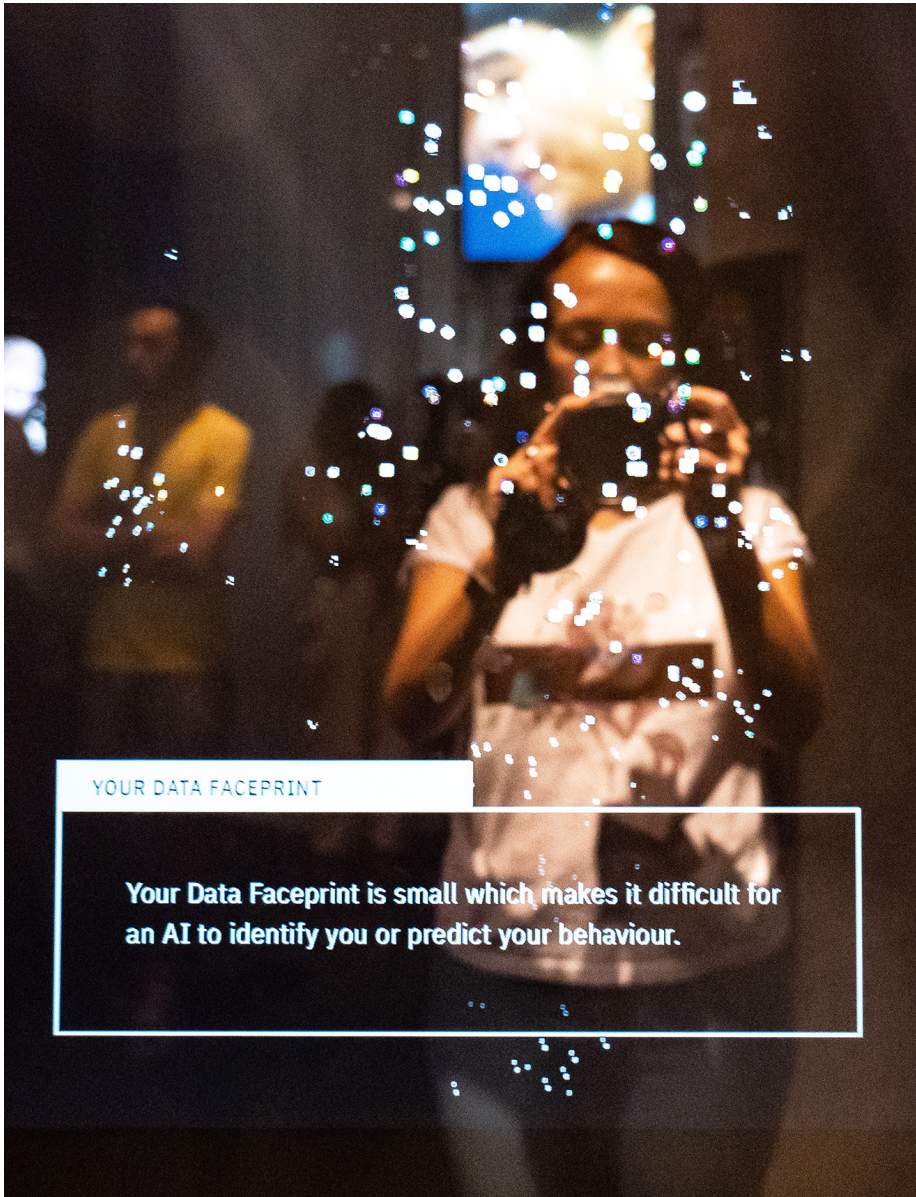 YOUR DATA FACEPRINT
Your Data Faceprint is small which makes it difficult for
an AI to identify you or predict your behaviour.